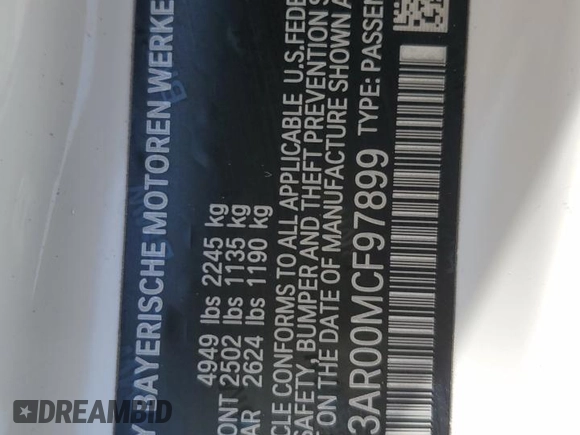 Y BAYERISCHE MOTOREN WERKE
4949 lbs 2245 kg
ONT 2502 lbs 1135 kg
AR 2624 lbs 1190 kg
CLE CONFORMS TO ALL APPLICABLE U.S.FEDE
SAFETY, BUMPER AND THEFT PREVENTION S
T ON THE DATE OF MANUFACTURE SHOWN A
3AR00MCF97899 TYPE: PASSEN
DREAMBID